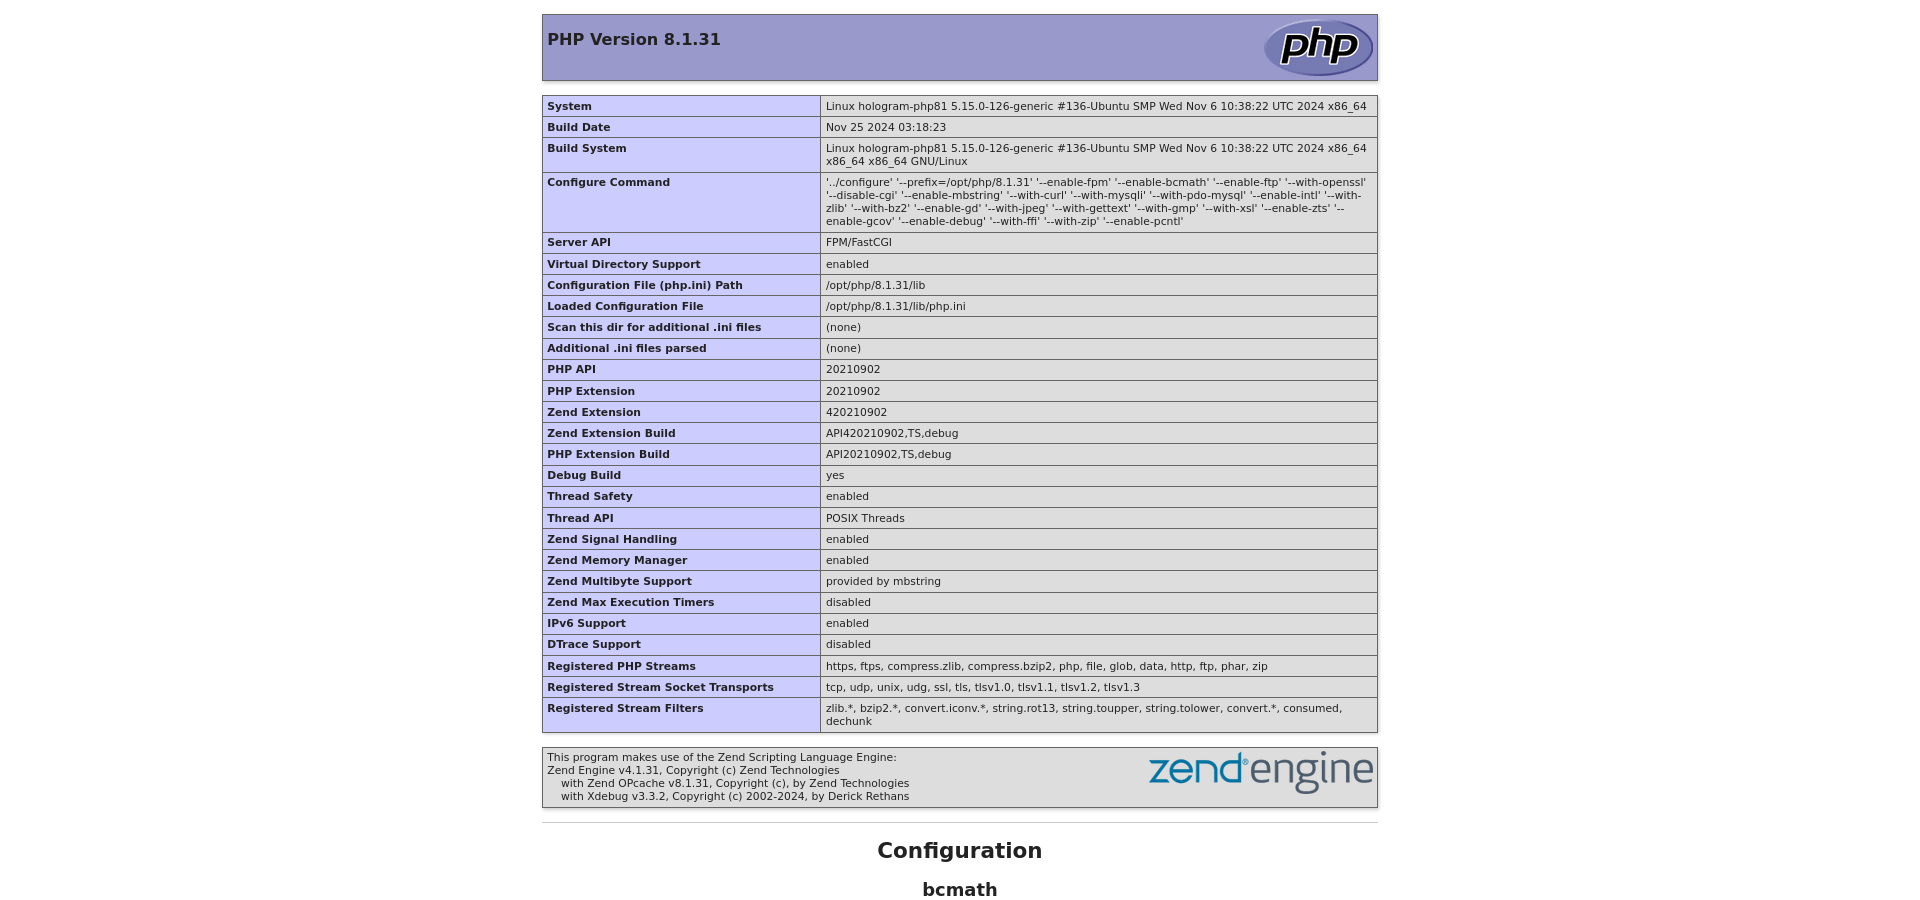 PHP Version 8.1.31
php
System Linux hologram-php81 5.15.0-126-generic #136-Ubuntu SMP Wed Nov 6 10:38:22 UTC 2024 x86_64
Build Date Nov 25 2024 03:18:23
Build System Linux hologram-php81 5.15.0-126-generic #136-Ubuntu SMP Wed Nov 6 10:38:22 UTC 2024 x86_64
x86_64 x86_64 GNU/Linux
Configure Command '../configure' '--prefix=/opt/php/8.1.31' '--enable-fpm' '--enable-bcmath' '--enable-ftp' '--with-openssl'
'--disable-cgi' '--enable-mbstring' '--with-curl' '--with-mysqli' '--with-pdo-mysql' '--enable-intl' '--with-
zlib' '--with-bz2' '--enable-gd' '--with-jpeg' '--with-gettext' '--with-gmp' '--with-xsl' '--enable-zts' '--
enable-gcov' '--enable-debug' '--with-ffi' '--with-zip' '--enable-pcntl'
Server API FPM/FastCGI
Virtual Directory Support enabled
Configuration File (php.ini) Path /opt/php/8.1.31/lib
Loaded Configuration File /opt/php/8.1.31/lib/php.ini
Scan this dir for additional .ini files (none)
Additional .ini files parsed (none)
PHP API 20210902
PHP Extension 20210902
Zend Extension 420210902
Zend Extension Build API420210902,TS,debug
PHP Extension Build API20210902,TS,debug
Debug Build yes
Thread Safety enabled
Thread API POSIX Threads
Zend Signal Handling enabled
Zend Memory Manager enabled
Zend Multibyte Support provided by mbstring
Zend Max Execution Timers disabled
IPv6 Support enabled
DTrace Support disabled
Registered PHP Streams https, ftps, compress.zlib, compress.bzip2, php, file, glob, data, http, ftp, phar, zip
Registered Stream Socket Transports tcp, udp, unix, udg, ssl, tls, tlsv1.0, tlsv1.1, tlsv1.2, tlsv1.3
Registered Stream Filters zlib.*, bzip2.*, convert.iconv.*, string.rot13, string.toupper, string.tolower, convert.*, consumed,
dechunk
This program makes use of the Zend Scripting Language Engine:
Zend Engine v4.1.31, Copyright (c) Zend Technologies
with Zend OPcache v8.1.31, Copyright (c), by Zend Technologies
with Xdebug v3.3.2, Copyright (c) 2002-2024, by Derick Rethans
zend® engine
Configuration
bcmath